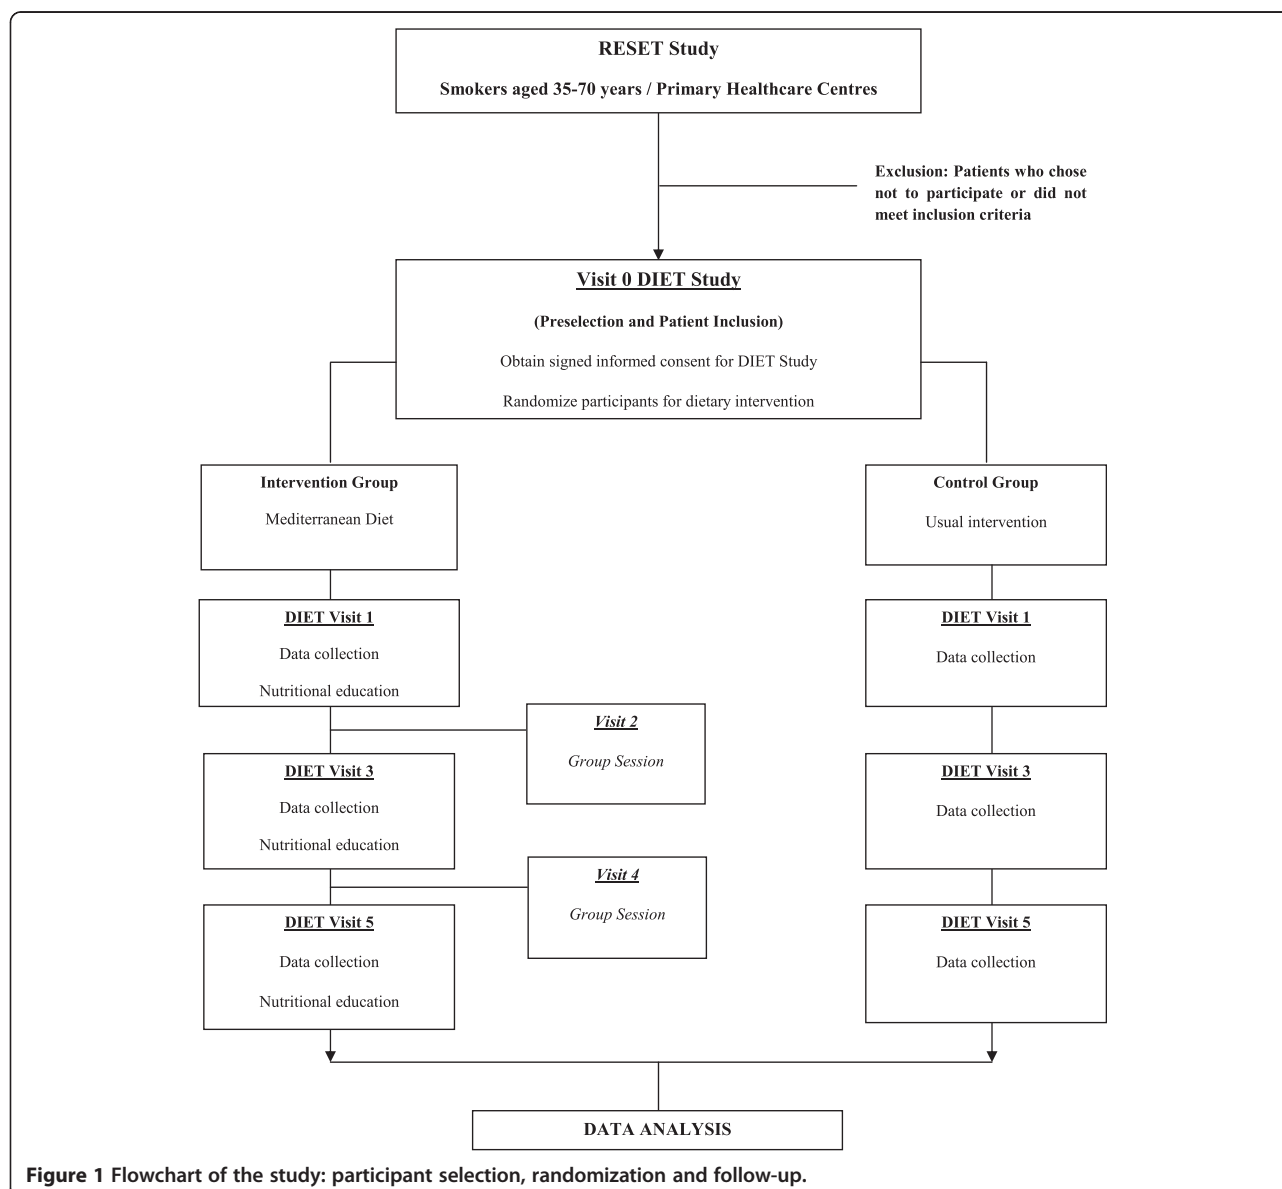 RESET Study
Smokers aged 35-70 years / Primary Healthcare Centres
Exclusion: Patients who chose
not to participate or did not
meet inclusion criteria
Visit 0 DIET Study
(Preselection and Patient Inclusion)
Obtain signed informed consent for DIET Study
Randomize participants for dietary intervention
Intervention Group
Mediterranean Diet
Control Group
Usual intervention
DIET Visit 1
Data collection
Nutritional education
DIET Visit 1
Data collection
Visit 2
Group Session
DIET Visit 3
Data collection
Nutritional education
DIET Visit 3
Data collection
Visit 4
Group Session
DIET Visit 5
Data collection
Nutritional education
DIET Visit 5
Data collection
DATA ANALYSIS
Figure 1 Flowchart of the study: participant selection, randomization and follow-up.